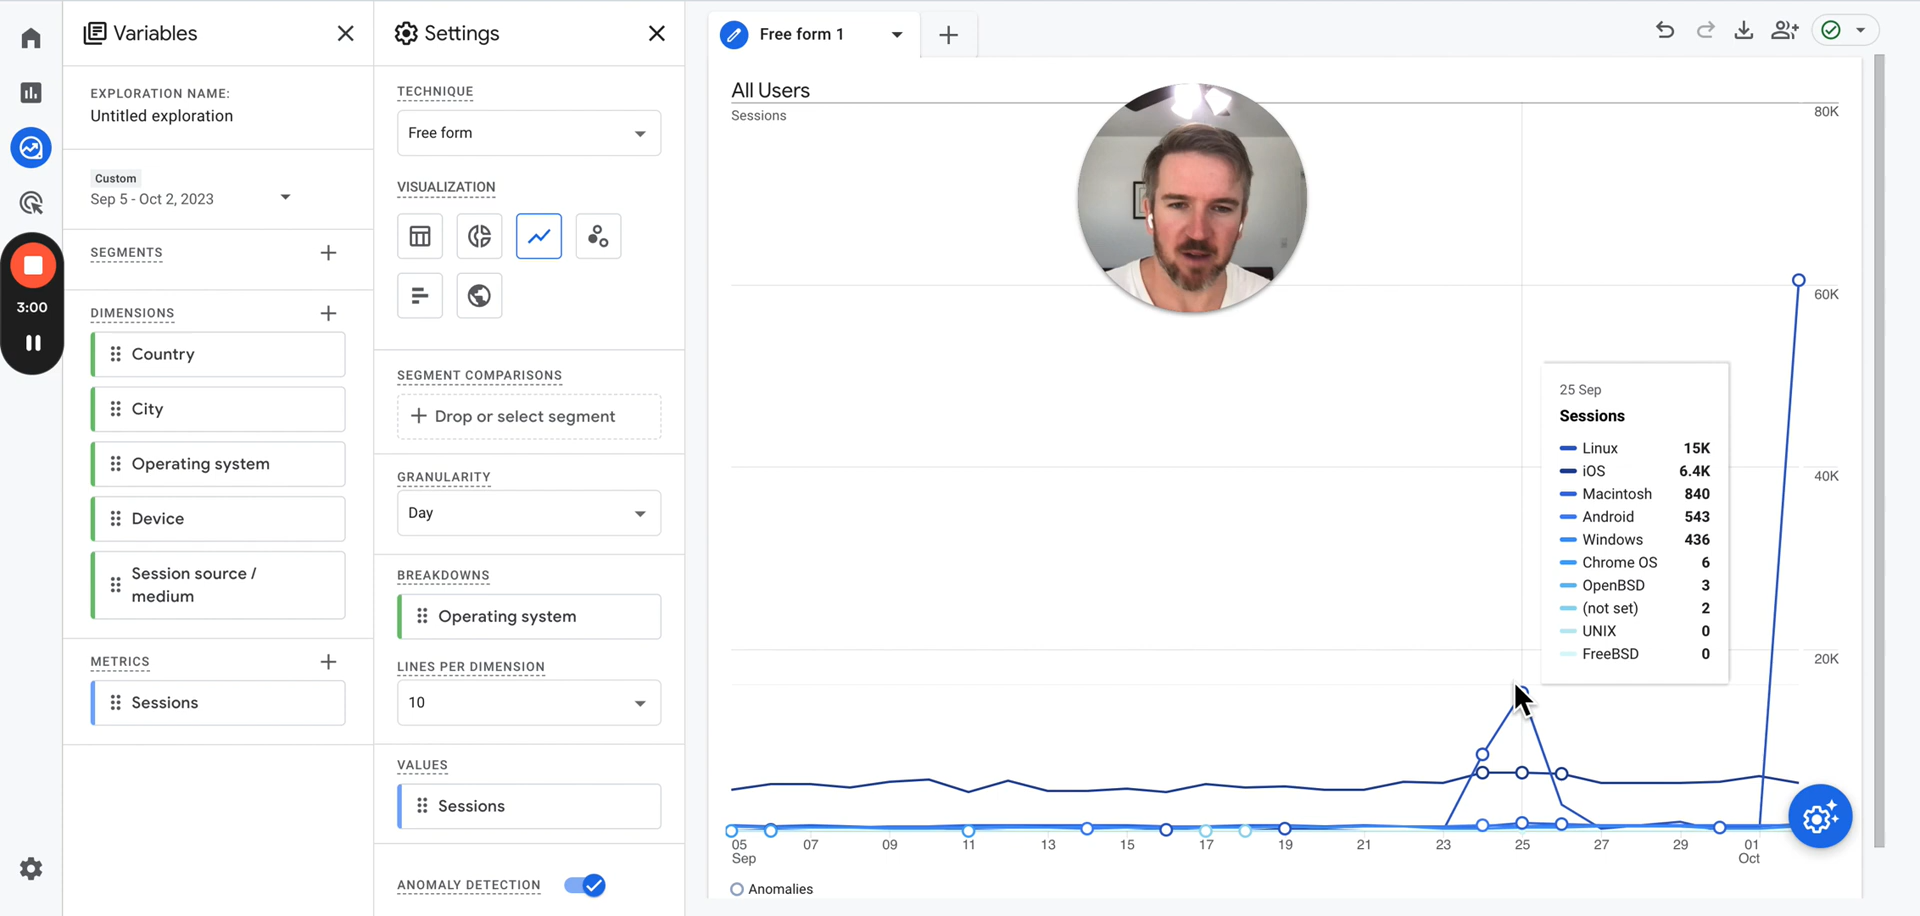 Variables
EXPLORATION NAME:
Untitled exploration
Custom
Sep 5 - Oct 2, 2023
SEGMENTS
3:00
DIMENSIONS
Country
City
Operating system
Device
Session source /
medium
METRICS
Sessions
Settings
TECHNIQUE
Free form
VISUALIZATION
SEGMENT COMPARISONS
Drop or select segment
GRANULARITY
Day
BREAKDOWNS
Operating system
LINES PER DIMENSION
10
VALUES
Sessions
ANOMALY DETECTION
Free form 1
All Users
Sessions
80K
60K
40K
20K
25 Sep
Sessions
Linux 15K
iOS 6.4K
Macintosh 840
Android 543
Windows 436
Chrome OS 6
OpenBSD 3
(not set) 2
UNIX 0
FreeBSD 0
05 07 09 11 13 15 17 19 21 23 25 27 29 01
Sep Oct
Anomalies